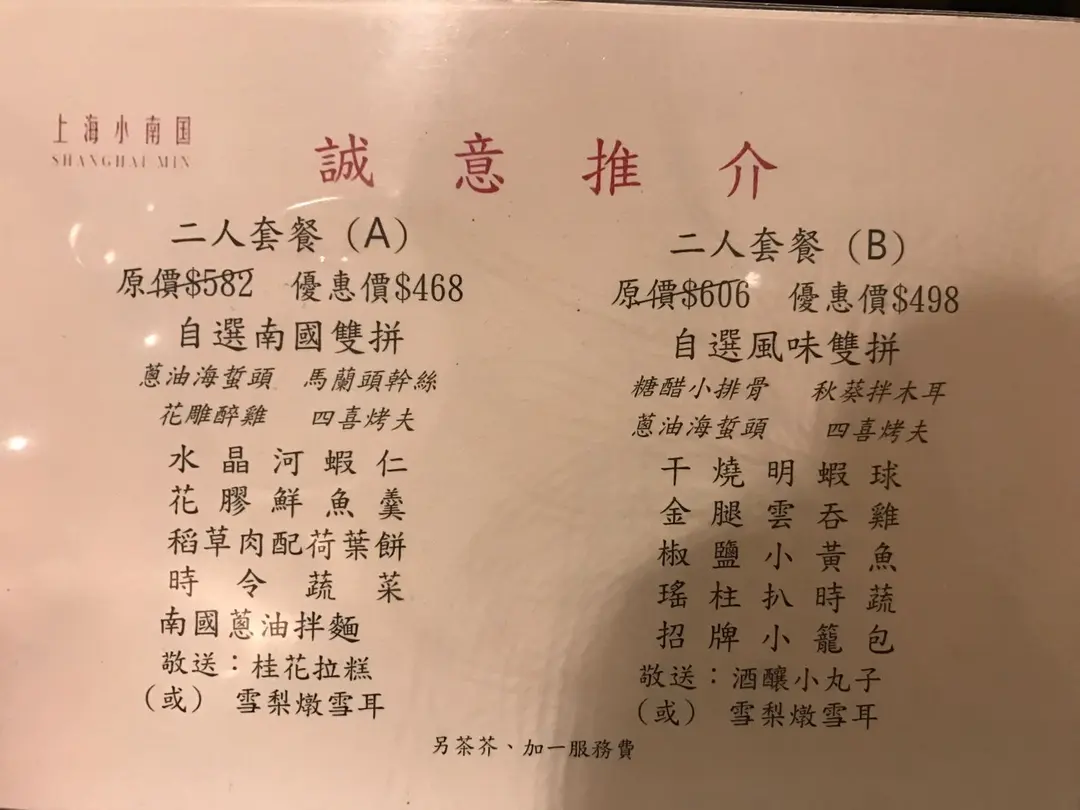 上海小南国
SHANGHAI MIN
誠意推介
二人套餐（A）
原價$582 優惠價$468
自選南國雙拼
蔥油海蜇頭 馬蘭頭幹絲
花雕醉雞 四喜烤夫
水晶河蝦仁
花膠鮮魚羹
稻草肉配荷葉餅
時令蔬菜
南國蔥油拌麵
敬送：桂花拉糕
（或） 雪梨燉雪耳
二人套餐（B）
原價$606 優惠價$498
自選風味雙拼
糖醋小排骨 秋葵拌木耳
蔥油海蜇頭 四喜烤夫
干燒明蝦球
金腿雲吞雞
椒鹽小黃魚
瑤柱扒時蔬
招牌小籠包
敬送：酒釀小丸子
（或） 雪梨燉雪耳
另茶芥、加一服務費